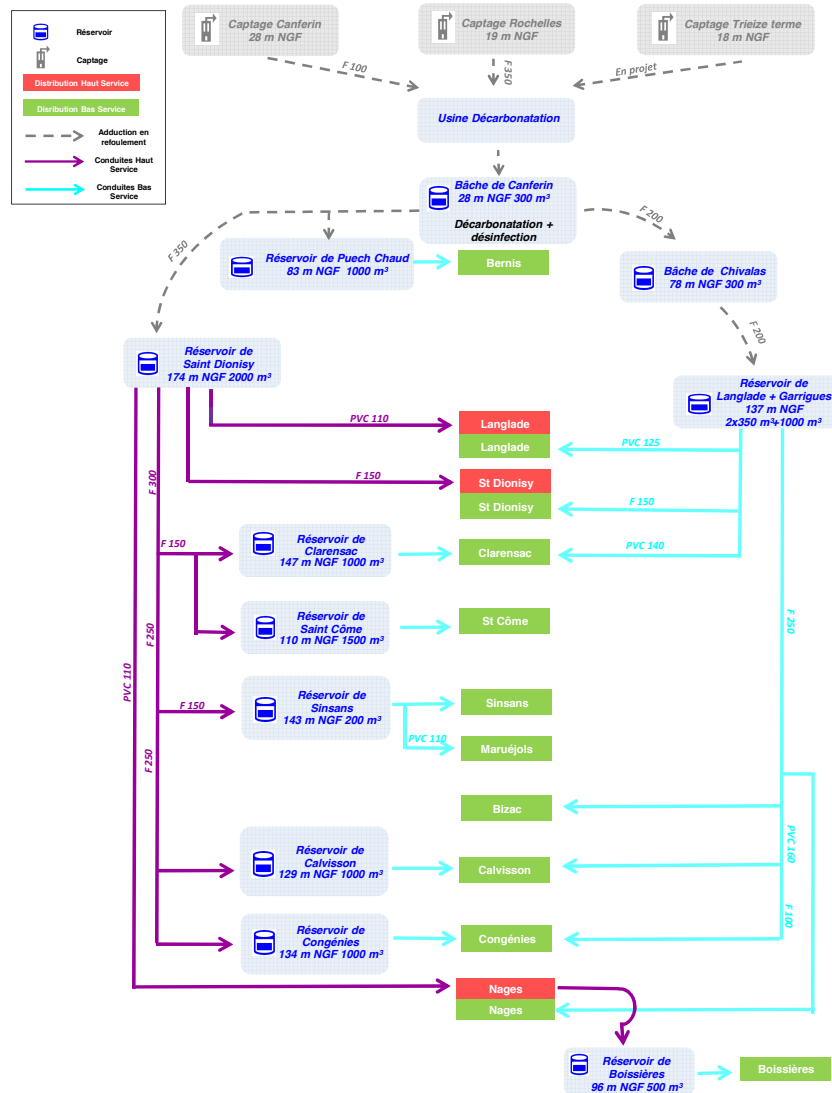 Réservoir
Captage
Distribution Haut Service
Disribution Bas Service
Adduction en
refoulement
Conduites Haut
Service
Conduites Bas
Service
Captage Canferin
28 m NGF
Captage Rochelles
19 m NGF
Captage Trieize terme
18 m NGF
F 100
F350
En projet
Usine Décarbonatation
Bâche de Canferin
28 m NGF 300 m³
Décarbonatation +
désinfection
F 350
F 200
Réservoir de Puech Chaud
83 m NGF 1000 m³
Bernis
Bâche de Chivalas
78 m NGF 300 m³
F 200
Réservoir de
Saint Dionisy
174 m NGF 2000 m³
Réservoir de
Langlade + Garrigues
137 m NGF
2x350 m³+1000 m³
PVC 110
Langlade
Langlade
PVC 125
F 300
F 150
St Dionisy
St Dionisy
F 150
F 150
Réservoir de
Clarensac
147 m NGF 1000 m³
Clarensac
PVC 140
Réservoir de
Saint Côme
110 m NGF 1500 m³
St Côme
F 250
F 250
PVC 110
F 150
Réservoir de
Sinsans
143 m NGF 200 m³
Sinsans
PVC 110
Maruéjols
F 250
Bizac
PVC 160
Réservoir de
Calvisson
129 m NGF 1000 m³
Calvisson
F 100
Réservoir de
Congénies
134 m NGF 1000 m³
Congénies
Nages
Nages
Réservoir de
Boissières
96 m NGF 500 m³
Boissières